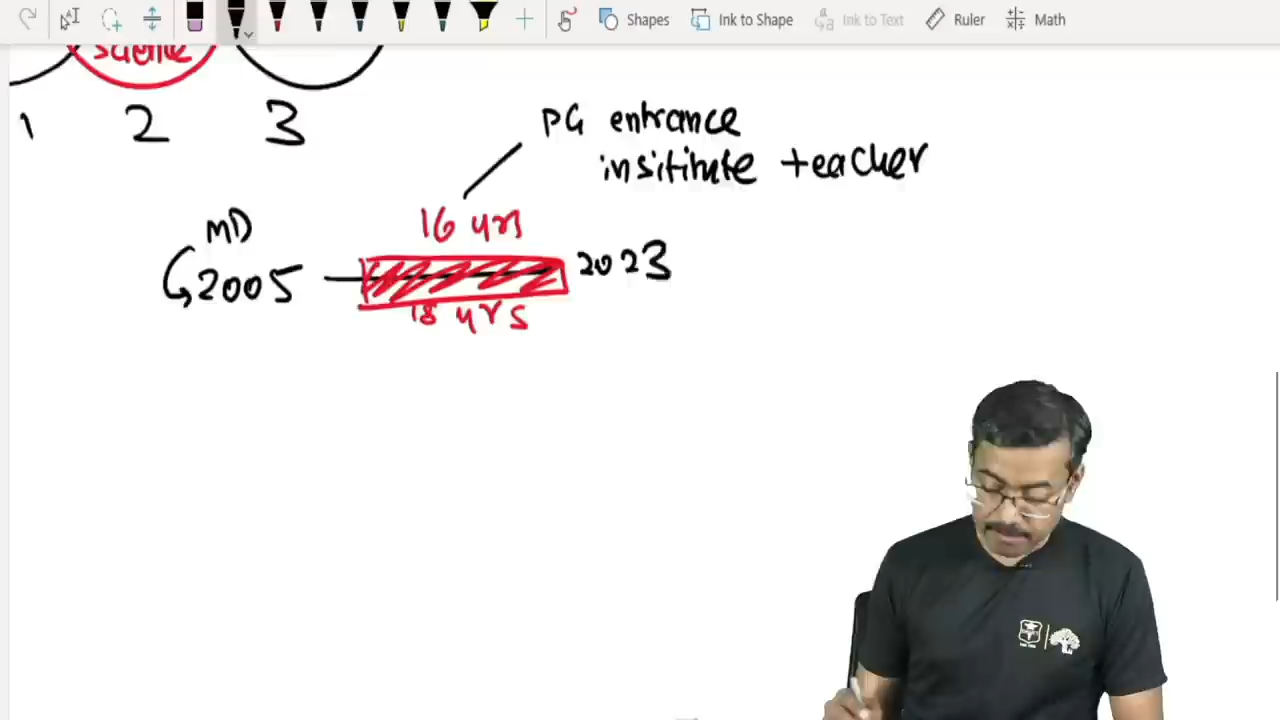 Shapes Ink to Shape Ink to Text Ruler Math
science
1 2 3
PG entrance
insititute teacher
MD
16 yrs
2005 2023
18 yrs